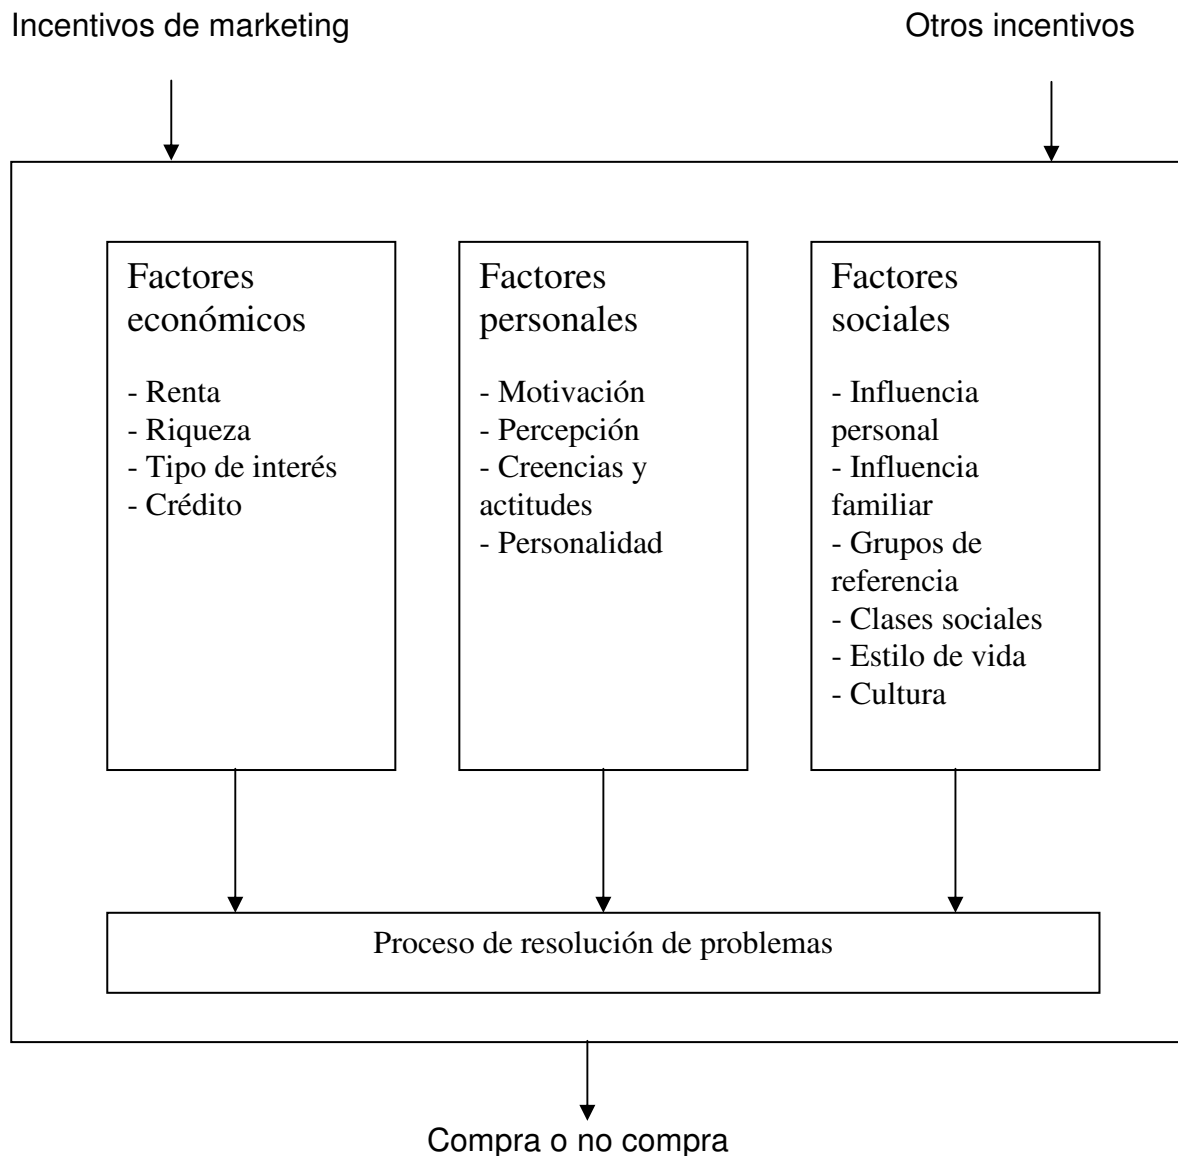 Incentivos de marketing
Otros incentivos
Factores
económicos
- Renta
- Riqueza
- Tipo de interés
- Crédito
Factores
personales
- Motivación
- Percepción
- Creencias y
actitudes
- Personalidad
Factores
sociales
- Influencia
personal
- Influencia
familiar
- Grupos de
referencia
- Clases sociales
- Estilo de vida
- Cultura
Proceso de resolución de problemas
Compra o no compra